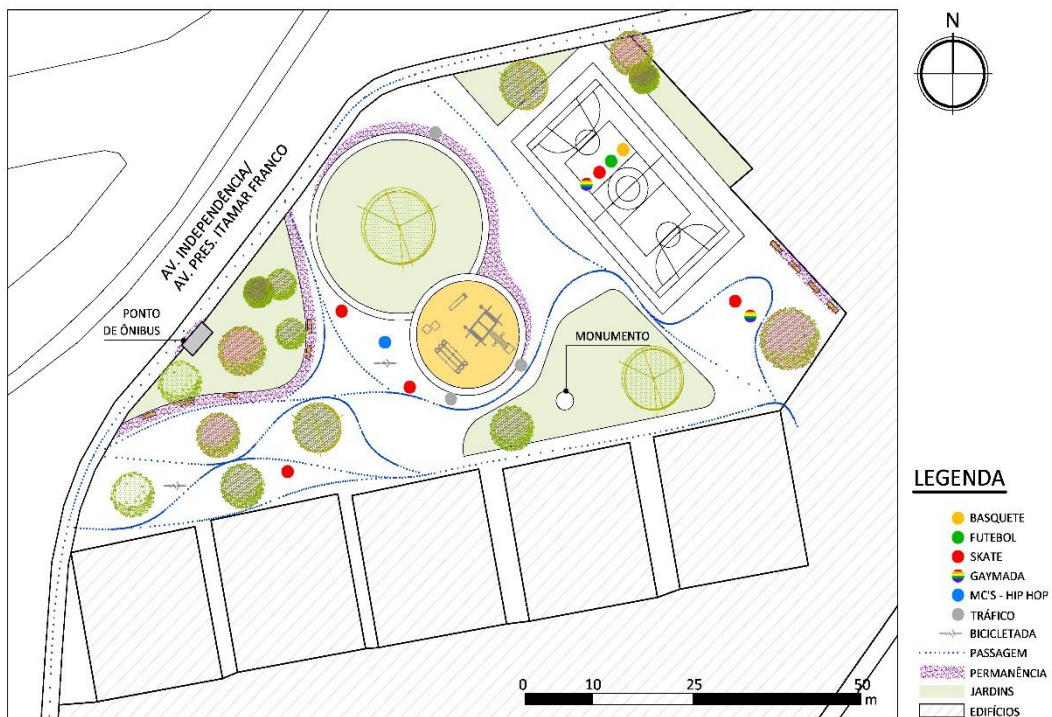 N
AV. INDEPENDÊNCIA/
AV. PRES. ITAMAR FRANCO
PONTO
DE ÔNIBUS
MONUMENTO
0 10 25 50
m
LEGENDA
BASQUETE
FUTEBOL
SKATE
GAYMADA
MC'S - HIP HOP
TRÁFICO
BICICLETADA
PASSAGEM
PERMANÊNCIA
JARDINS
EDIFÍCIOS